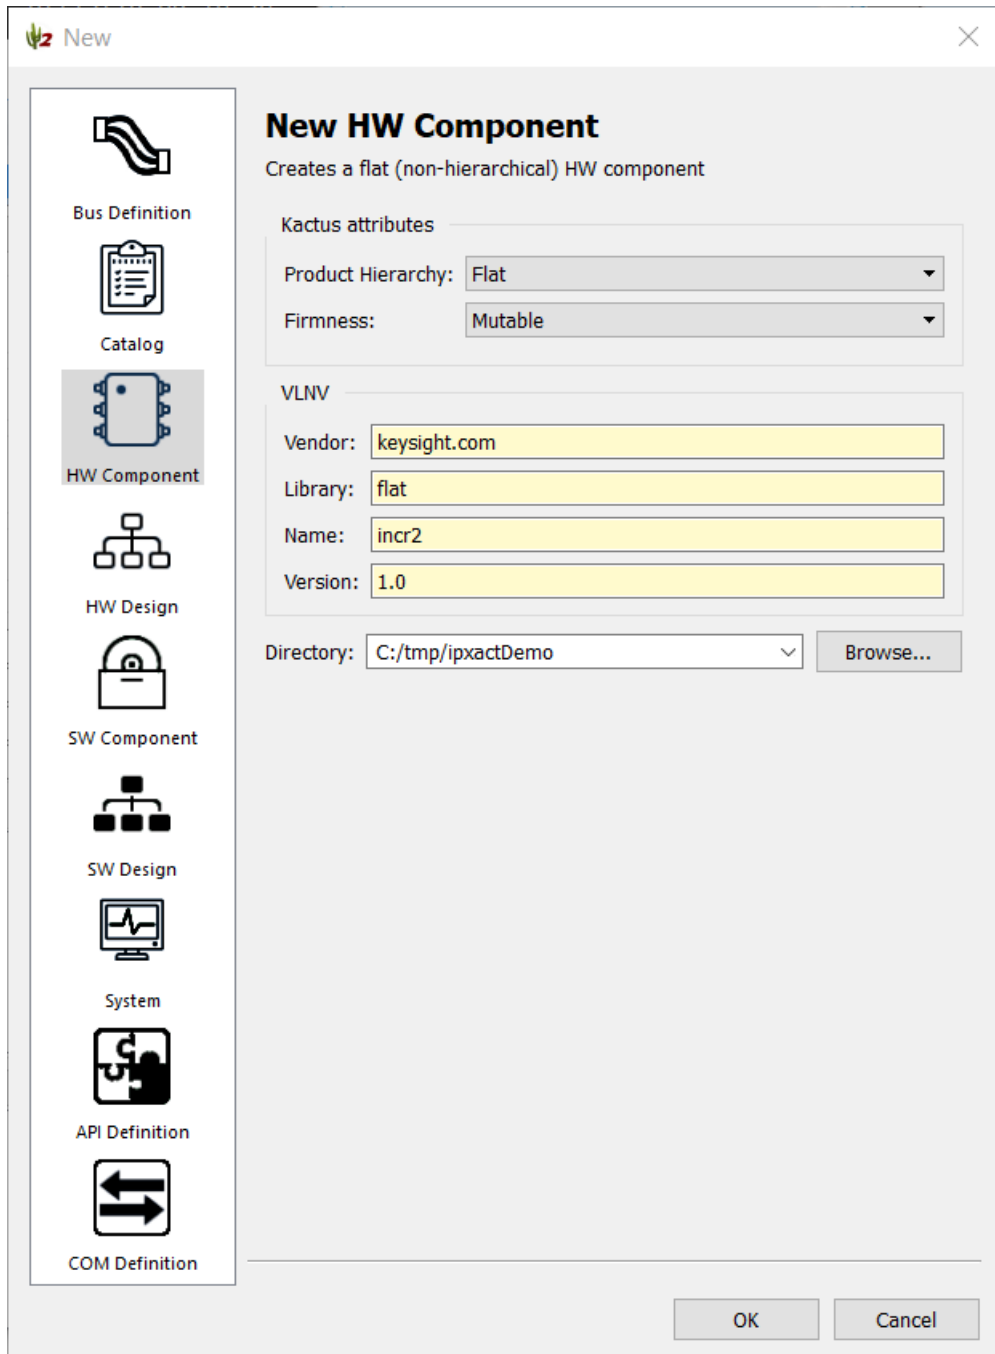 2 New
Bus Definition
Catalog
HW Component
HW Design
SW Component
SW Design
System
API Definition
COM Definition
New HW Component
Creates a flat (non-hierarchical) HW component
Kactus attributes
Product Hierarchy: Flat
Firmness: Mutable
VLNV
Vendor: keysight.com
Library: flat
Name: incr2
Version: 1.0
Directory: C:/tmp/ipxactDemo Browse...
OK Cancel